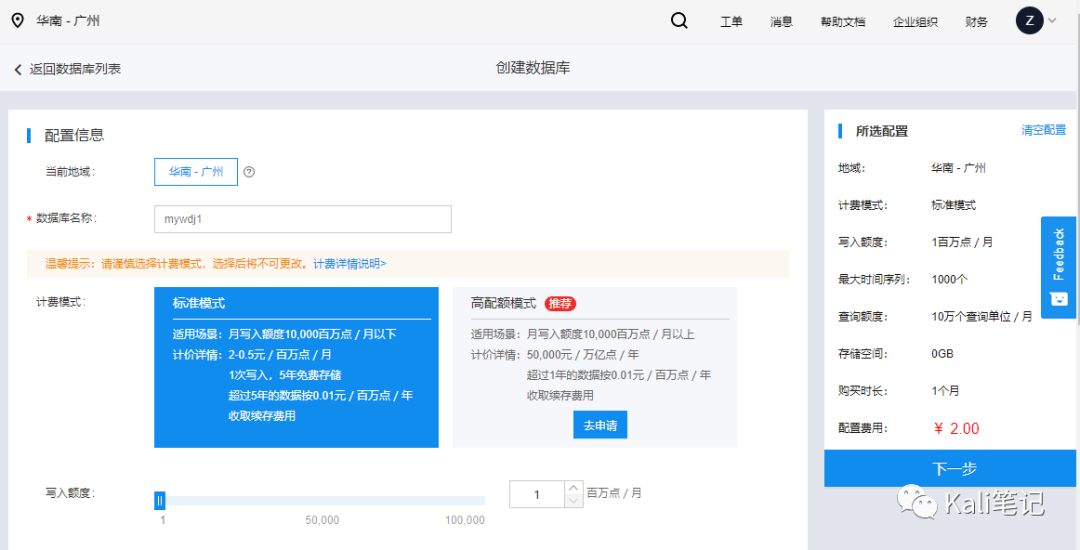 华南 - 广州
工单 消息 帮助文档 企业组织 财务 Z
返回数据库列表 创建数据库
配置信息
当前地域: 华南 - 广州 ?
* 数据库名称: mywdj1
温馨提示：请谨慎选择计费模式，选择后将不可更改。计费详情说明>
计费模式:
标准模式
适用场景：月写入额度10,000百万点 / 月以下
计价详情：2-0.5元 / 百万点 / 月
1次写入，5年免费存储
超过5年的数据按0.01元 / 百万点 / 年
收取续存费用
高配额模式 推荐
适用场景：月写入额度10,000百万点 / 月以上
计价详情：50,000元 / 万亿点 / 年
超过1年的数据按0.01元 / 百万点 / 年
收取续存费用
去申请
写入额度: 1 百万点 / 月
1 50,000 100,000
所选配置 清空配置
地域: 华南 - 广州
计费模式: 标准模式
写入额度: 1百万点 / 月
最大时间序列: 1000个
查询额度: 10万个查询单位 / 月
存储空间: 0GB
购买时长: 1个月
配置费用: ￥ 2.00
下一步
Feedback
Kali笔记